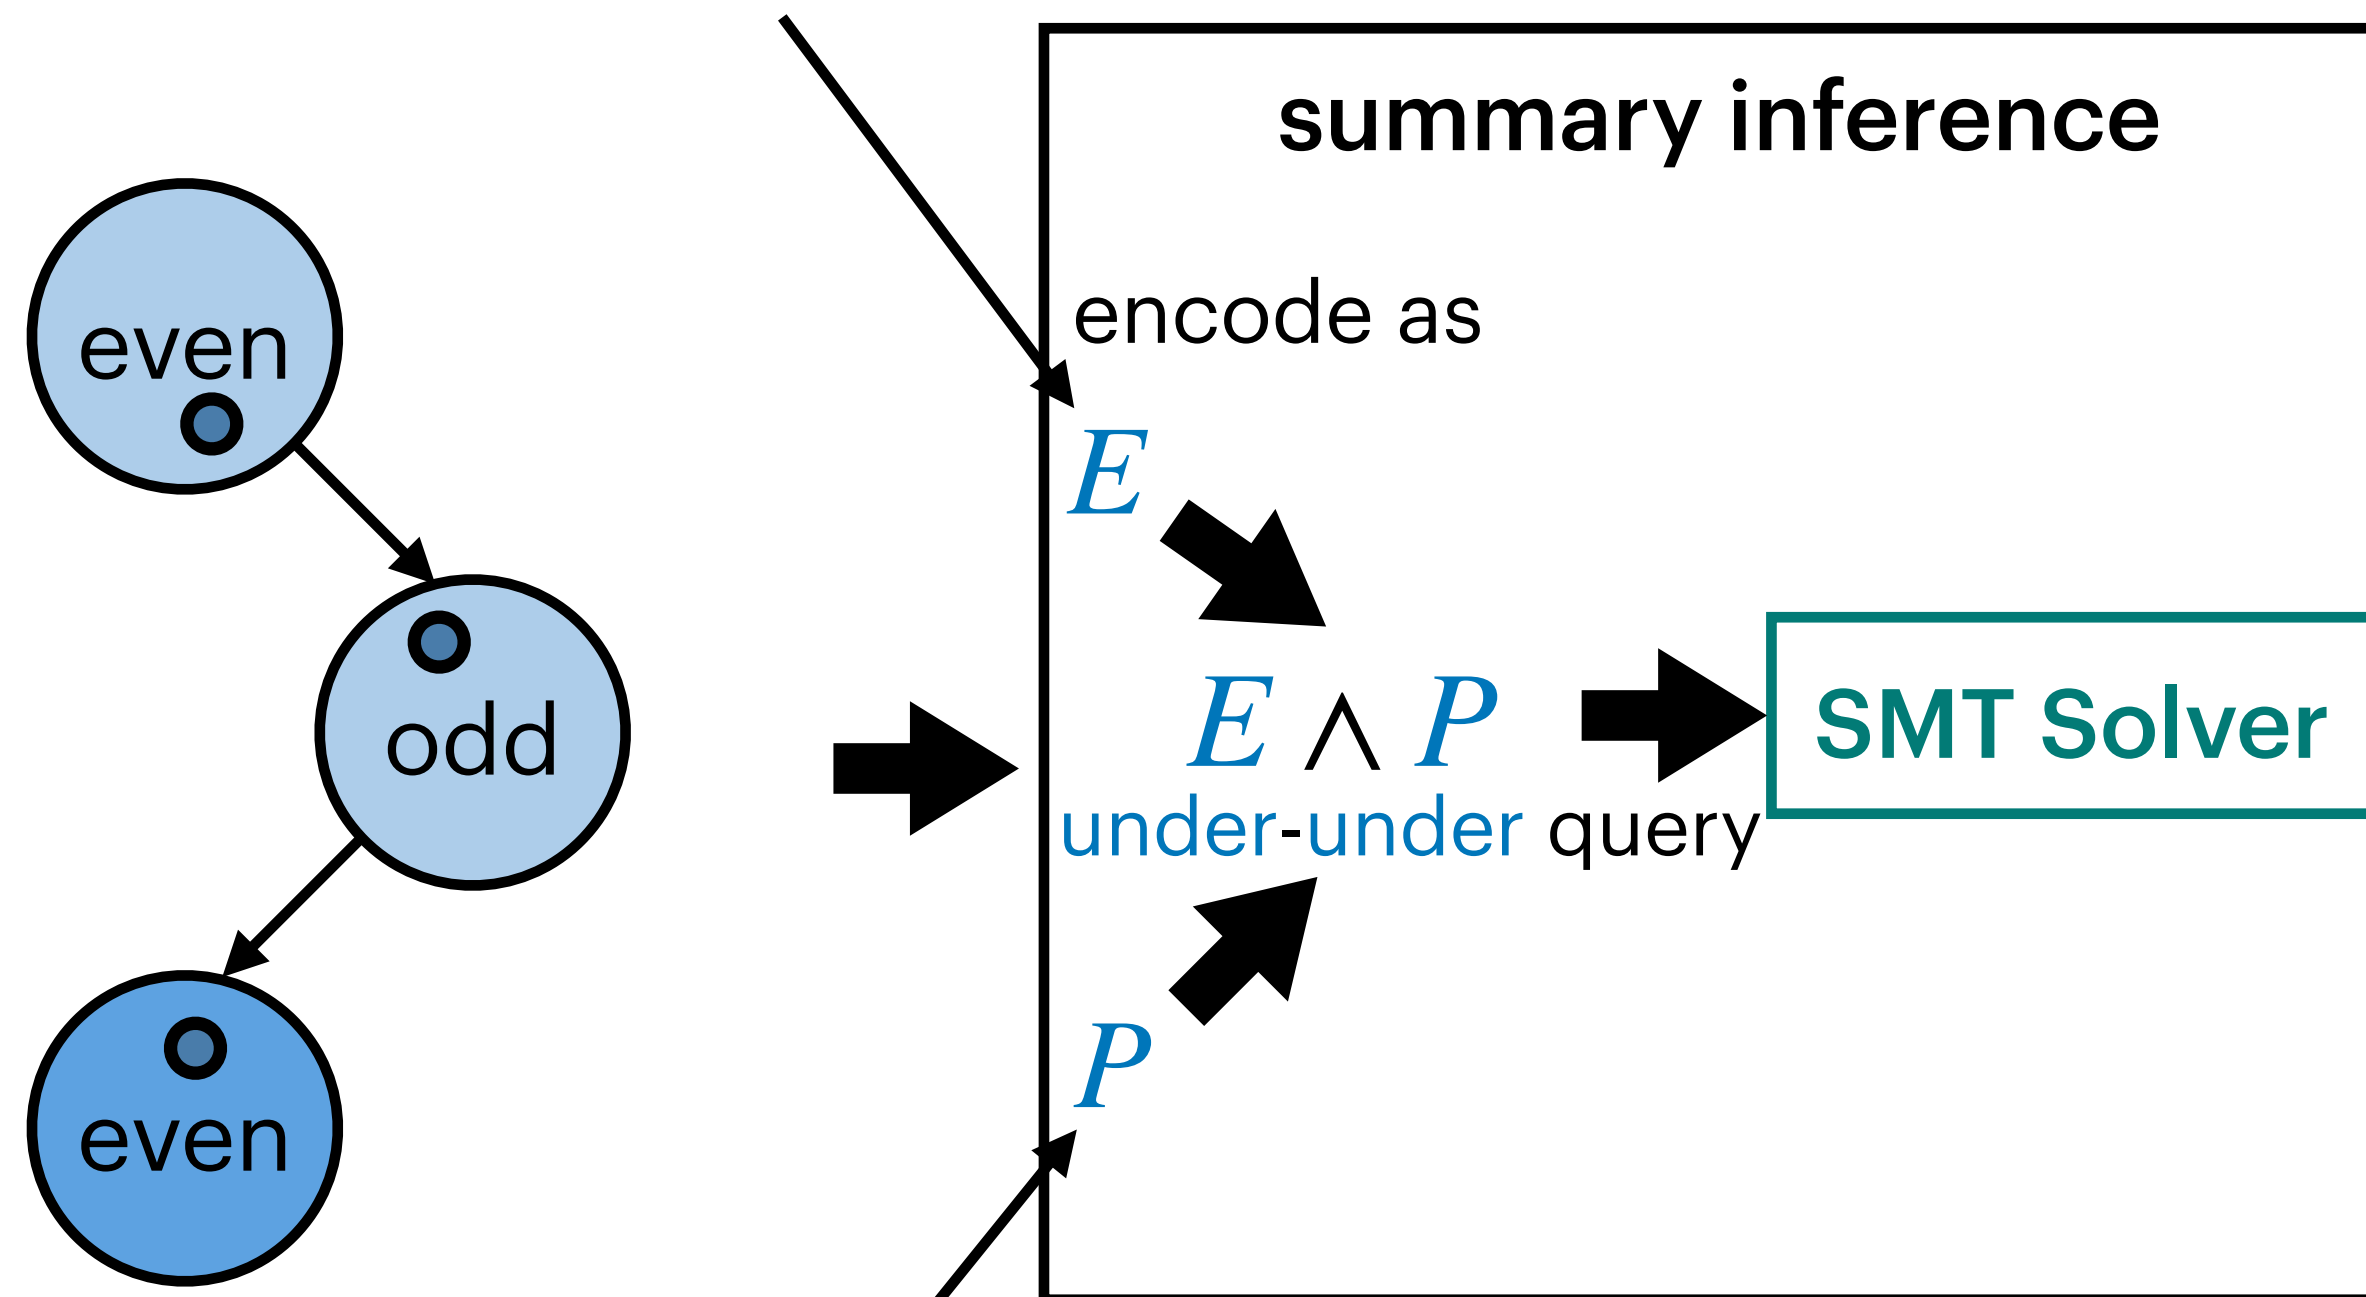 even
odd
even
summary inference
encode as
E
E ∧ P
under-under query
P
SMT Solver